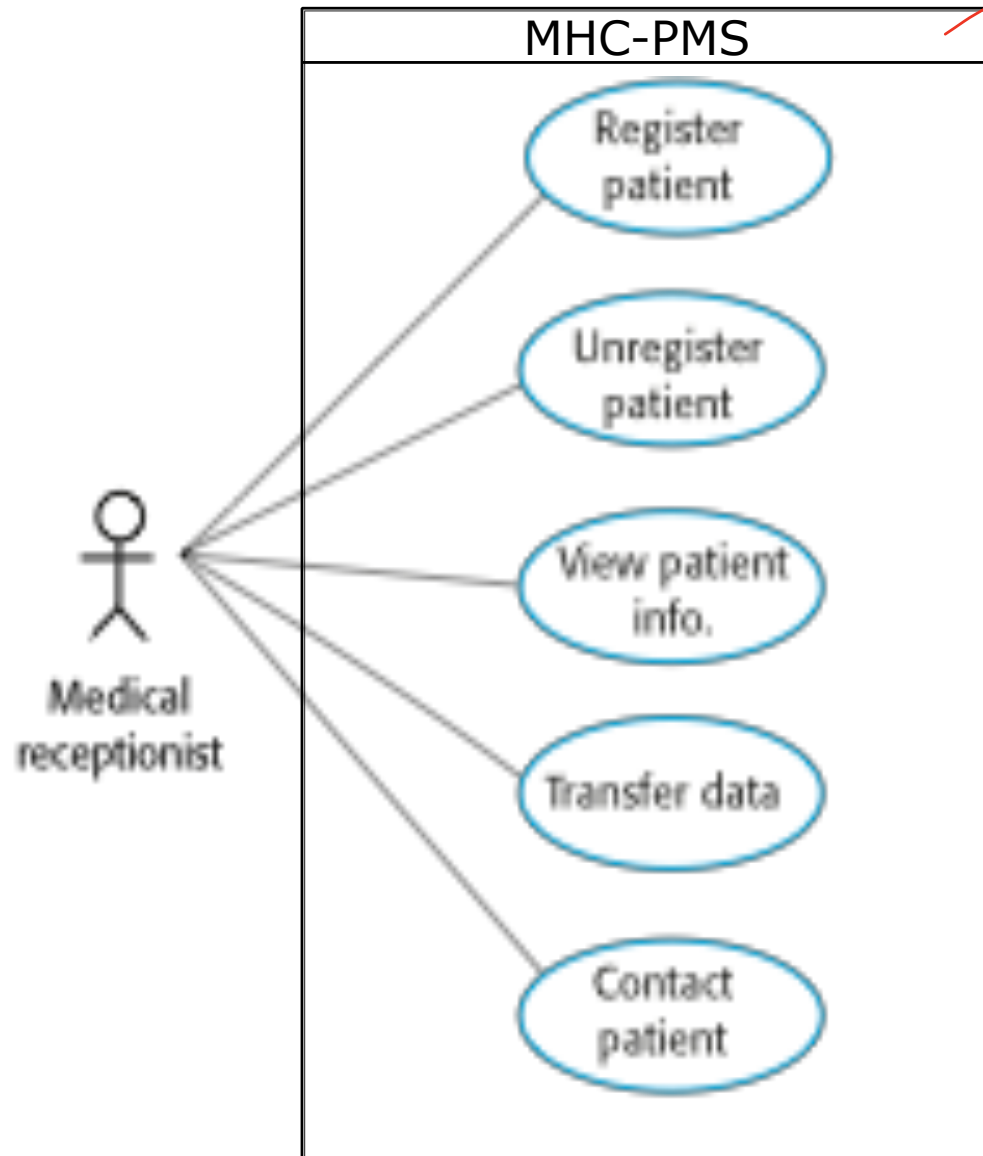 MHC-PMS
Register
patient
Unregister
patient
View patient
info.
Medical
receptionist
Transfer data
Contact
patient